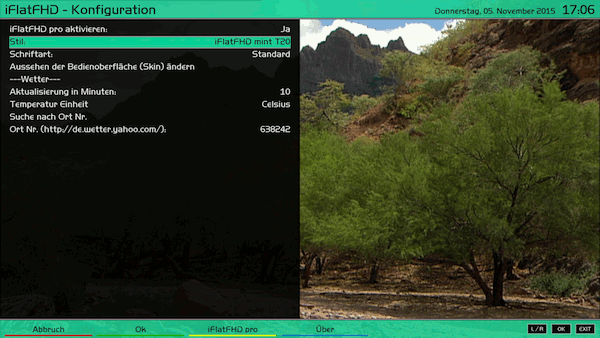 iFlatFHD - Konfiguration
Donnerstag, 05. November 2015 17:06
iFlatFHD pro aktivieren: Ja
Stil: iFlatFHD mint T20
Schriftart: Standard
Aussehen der Bedienoberfläche (Skin) ändern
---Wetter---
Aktualisierung in Minuten: 10
Temperatur Einheit Celsius
Suche nach Ort Nr.
Ort Nr. (http://de.wetter.yahoo.com/): 638242
Abbruch Ok iFlatFHD pro Über L/R OK EXIT